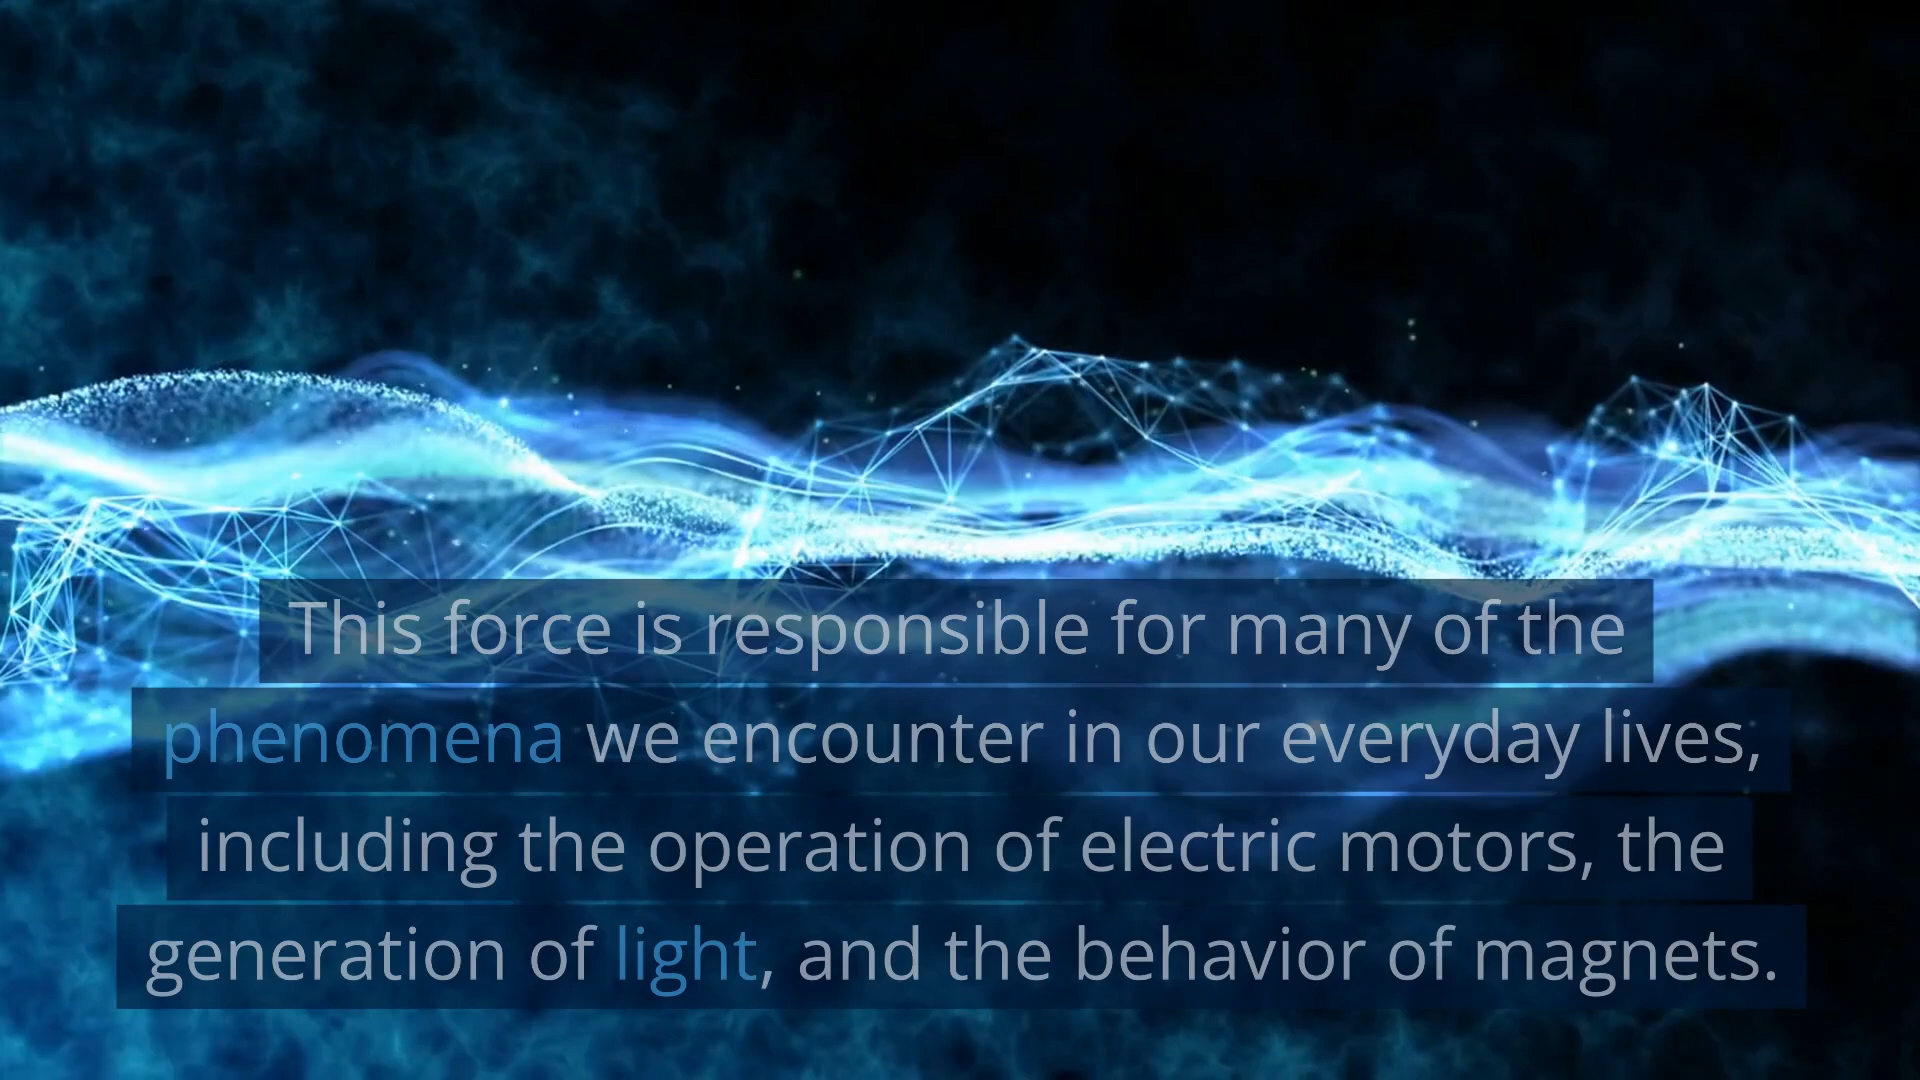 This force is responsible for many of the
phenomena we encounter in our everyday lives,
including the operation of electric motors, the
generation of light, and the behavior of magnets.